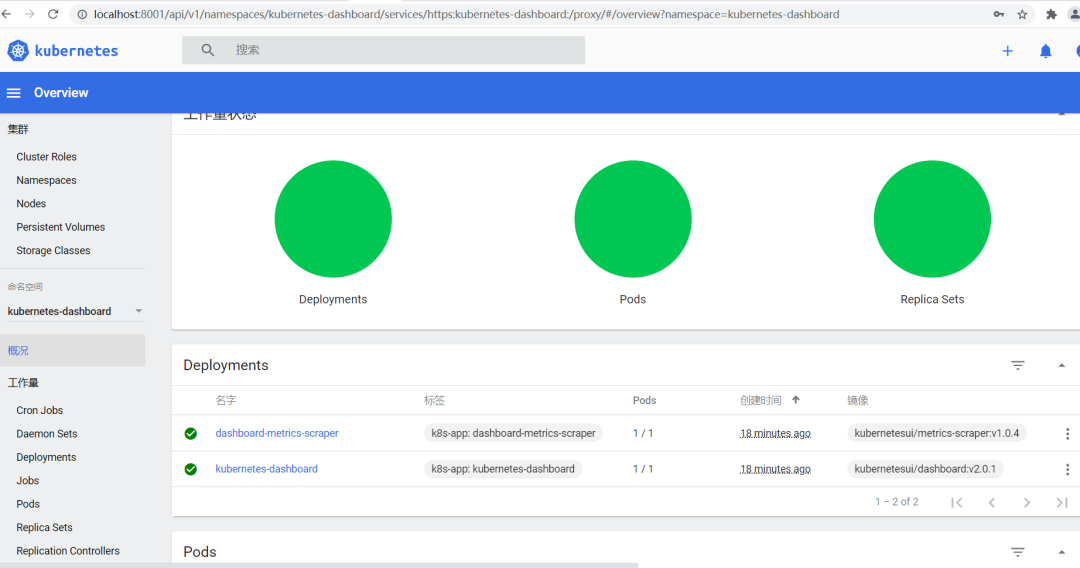 localhost:8001/api/v1/namespaces/kubernetes-dashboard/services/https:kubernetes-dashboard:/proxy/#/overview?namespace=kubernetes-dashboard
kubernetes
搜索
Overview
工作量状态
集群
Cluster Roles
Namespaces
Nodes
Persistent Volumes
Storage Classes
命名空间
kubernetes-dashboard
概况
工作量
Cron Jobs
Daemon Sets
Deployments
Jobs
Pods
Replica Sets
Replication Controllers
Deployments
Pods
Replica Sets
Deployments
名字 标签 Pods 创建时间 镜像
dashboard-metrics-scraper k8s-app: dashboard-metrics-scraper 1 / 1 18 minutes ago kubernetesui/metrics-scraper:v1.0.4
kubernetes-dashboard k8s-app: kubernetes-dashboard 1 / 1 18 minutes ago kubernetesui/dashboard:v2.0.1
1 – 2 of 2
Pods